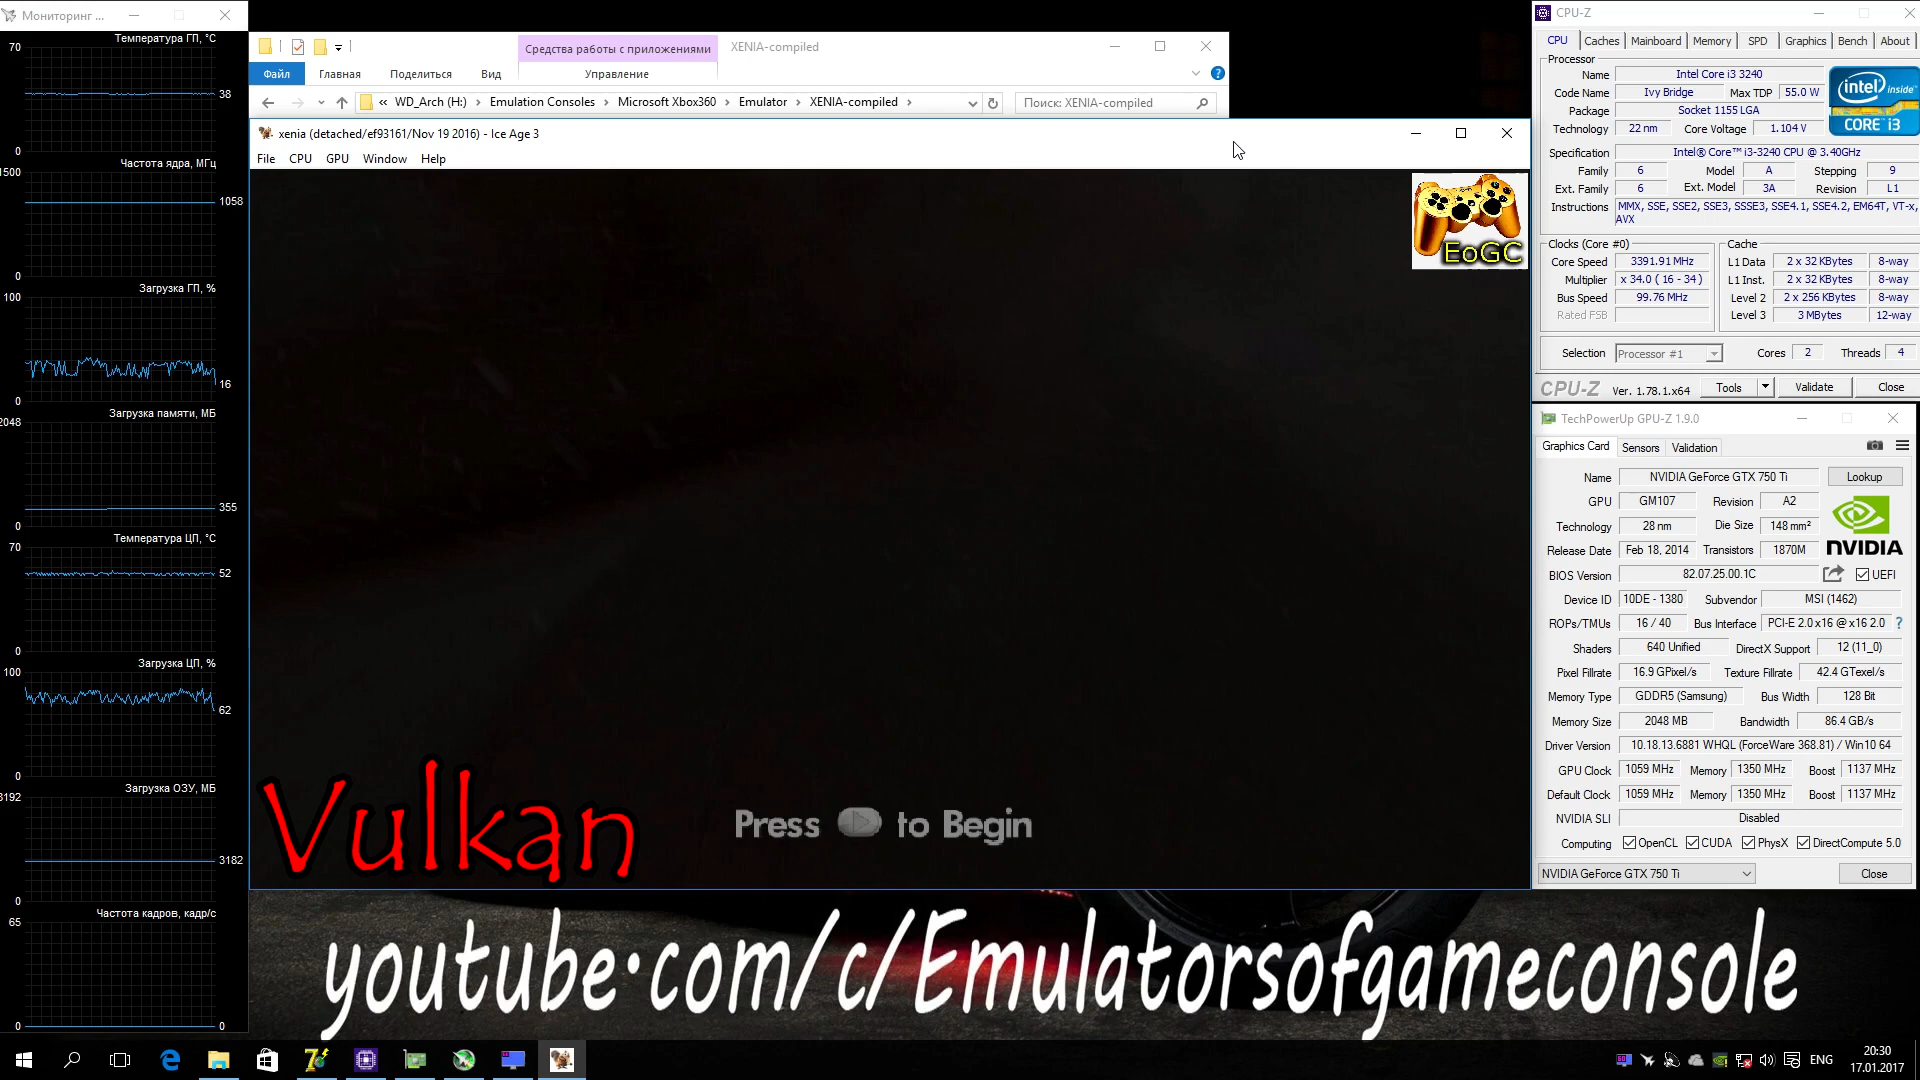 Мониторинг ...
Температура ГП, °C
70
38
0
Частота ядра, МГц
1500
1058
0
Загрузка ГП, %
100
16
0
Загрузка памяти, МБ
2048
355
0
Температура ЦП, °C
70
52
0
Загрузка ЦП, %
100
62
0
Загрузка ОЗУ, МБ
3192
3182
0
Частота кадров, кадр/с
65
0
0
Средства работы с приложениями
XENIA-compiled
Файл
Главная
Поделиться
Вид
Управление
« WD_Arch (H:) › Emulation Consoles › Microsoft Xbox360 › Emulator › XENIA-compiled ›
Поиск: XENIA-compiled
xenia (detached/ef93161/Nov 19 2016) - Ice Age 3
File CPU GPU Window Help
EoGC
Vulkan
Press to Begin
youtube.com/c/Emulatorsofgameconsole
CPU-Z
CPU Caches Mainboard Memory SPD Graphics Bench About
Processor
Name Intel Core i3 3240
Code Name Ivy Bridge Max TDP 55.0 W
Package Socket 1155 LGA
Technology 22 nm Core Voltage 1.104 V
intel inside™
CORE i3
Specification Intel® Core™ i3-3240 CPU @ 3.40GHz
Family 6 Model A Stepping 9
Ext. Family 6 Ext. Model 3A Revision L1
Instructions MMX, SSE, SSE2, SSE3, SSSE3, SSE4.1, SSE4.2, EM64T, VT-x, AVX
Clocks (Core #0)
Core Speed 3391.91 MHz
Multiplier x 34.0 ( 16 - 34 )
Bus Speed 99.76 MHz
Rated FSB
Cache
L1 Data 2 x 32 KBytes 8-way
L1 Inst. 2 x 32 KBytes 8-way
Level 2 2 x 256 KBytes 8-way
Level 3 3 MBytes 12-way
Selection Processor #1 Cores 2 Threads 4
CPU-Z Ver. 1.78.1.x64 Tools Validate Close
TechPowerUp GPU-Z 1.9.0
Graphics Card Sensors Validation
Name NVIDIA GeForce GTX 750 Ti Lookup
GPU GM107 Revision A2
Technology 28 nm Die Size 148 mm²
Release Date Feb 18, 2014 Transistors 1870M
NVIDIA
BIOS Version 82.07.25.00.1C UEFI
Device ID 10DE - 1380 Subvendor MSI (1462)
ROPs/TMUs 16 / 40 Bus Interface PCI-E 2.0 x16 @ x16 2.0 ?
Shaders 640 Unified DirectX Support 12 (11_0)
Pixel Fillrate 16.9 GPixel/s Texture Fillrate 42.4 GTexel/s
Memory Type GDDR5 (Samsung) Bus Width 128 Bit
Memory Size 2048 MB Bandwidth 86.4 GB/s
Driver Version 10.18.13.6881 WHQL (ForceWare 368.81) / Win10 64
GPU Clock 1059 MHz Memory 1350 MHz Boost 1137 MHz
Default Clock 1059 MHz Memory 1350 MHz Boost 1137 MHz
NVIDIA SLI Disabled
Computing OpenCL CUDA PhysX DirectCompute 5.0
NVIDIA GeForce GTX 750 Ti Close
ENG
20:30
17.01.2017